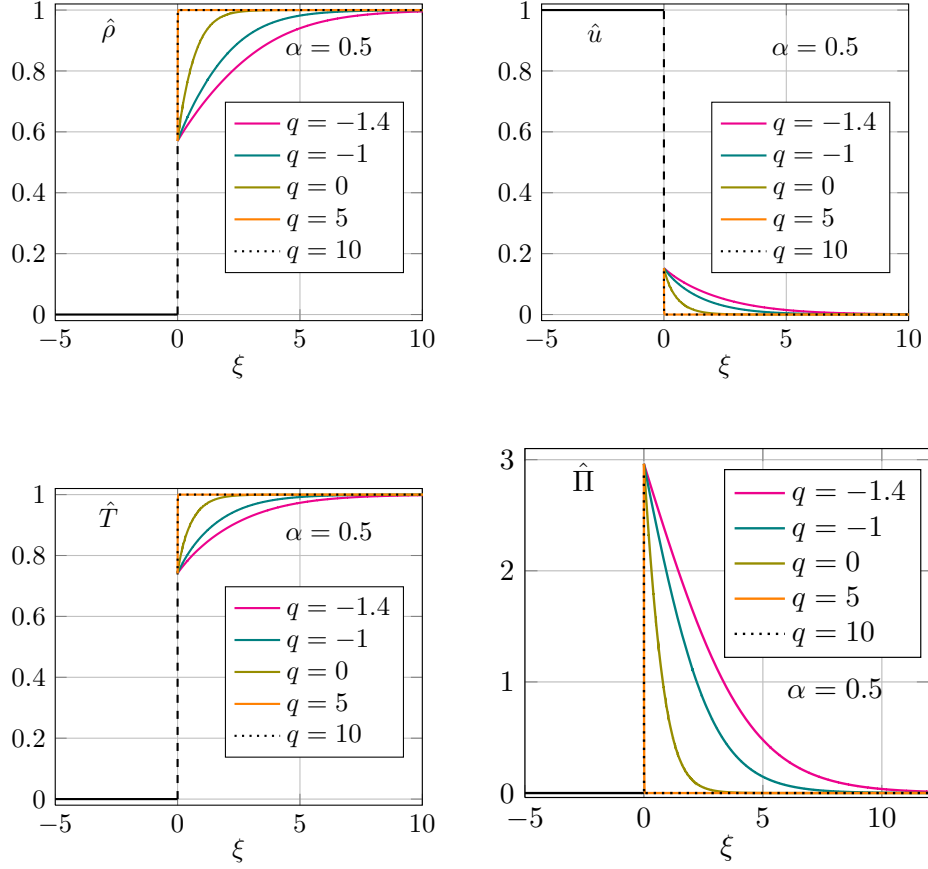 ρ̂
α = 0.5
q = −1.4
q = −1
q = 0
q = 5
q = 10
1
0.8
0.6
0.4
0.2
0
−5
0
5
10
ξ
û
α = 0.5
q = −1.4
q = −1
q = 0
q = 5
q = 10
1
0.8
0.6
0.4
0.2
0
−5
0
5
10
ξ
T̂
α = 0.5
q = −1.4
q = −1
q = 0
q = 5
q = 10
1
0.8
0.6
0.4
0.2
0
−5
0
5
10
ξ
Π̂
q = −1.4
q = −1
q = 0
q = 5
q = 10
α = 0.5
3
2
1
0
−5
0
5
10
ξ